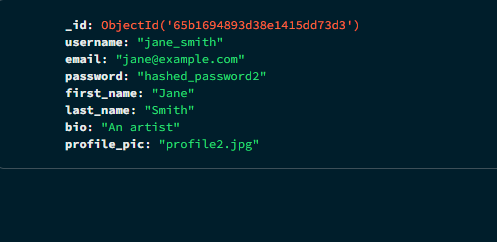 _id: ObjectId('65b1694893d38e1415dd73d3')
username: "jane_smith"
email: "jane@example.com"
password: "hashed_password2"
first_name: "Jane"
last_name: "Smith"
bio: "An artist"
profile_pic: "profile2.jpg"